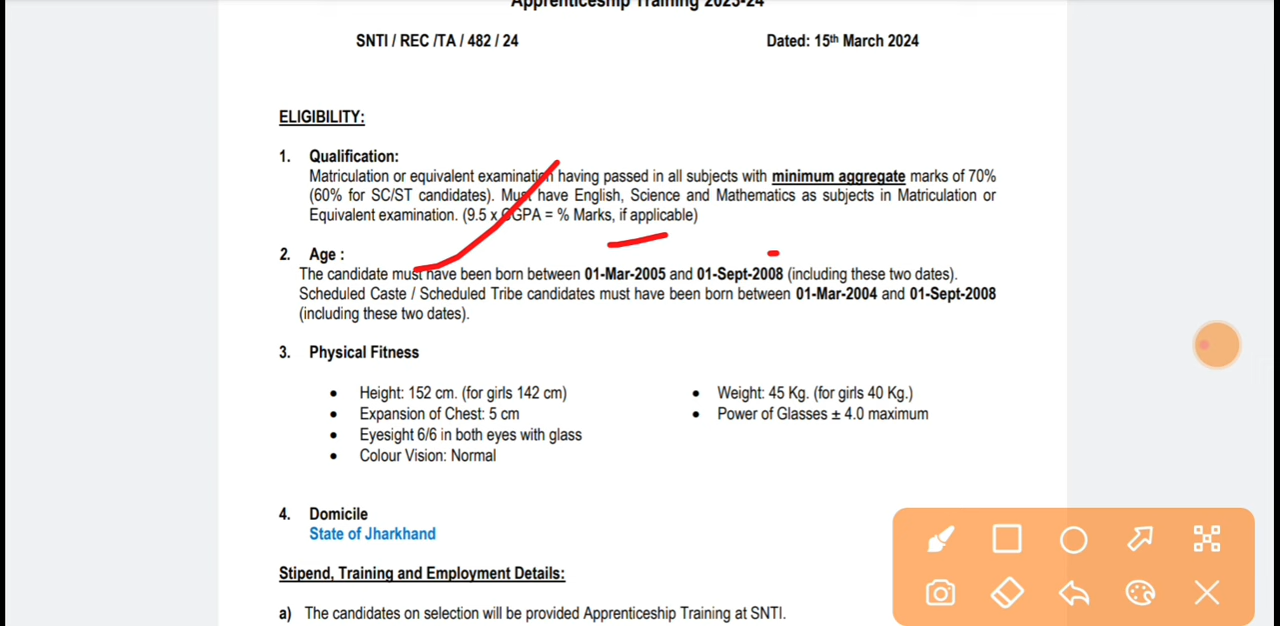 Apprenticeship Training 2023-24
SNTI / REC /TA / 482 / 24 Dated: 15th March 2024
ELIGIBILITY:
1. Qualification:
Matriculation or equivalent examination having passed in all subjects with minimum aggregate marks of 70%
(60% for SC/ST candidates). Must have English, Science and Mathematics as subjects in Matriculation or
Equivalent examination. (9.5 x CGPA = % Marks, if applicable)
2. Age :
The candidate must have been born between 01-Mar-2005 and 01-Sept-2008 (including these two dates).
Scheduled Caste / Scheduled Tribe candidates must have been born between 01-Mar-2004 and 01-Sept-2008
(including these two dates).
3. Physical Fitness
• Height: 152 cm. (for girls 142 cm) • Weight: 45 Kg. (for girls 40 Kg.)
• Expansion of Chest: 5 cm • Power of Glasses ± 4.0 maximum
• Eyesight 6/6 in both eyes with glass
• Colour Vision: Normal
4. Domicile
State of Jharkhand
Stipend, Training and Employment Details:
a) The candidates on selection will be provided Apprenticeship Training at SNTI.